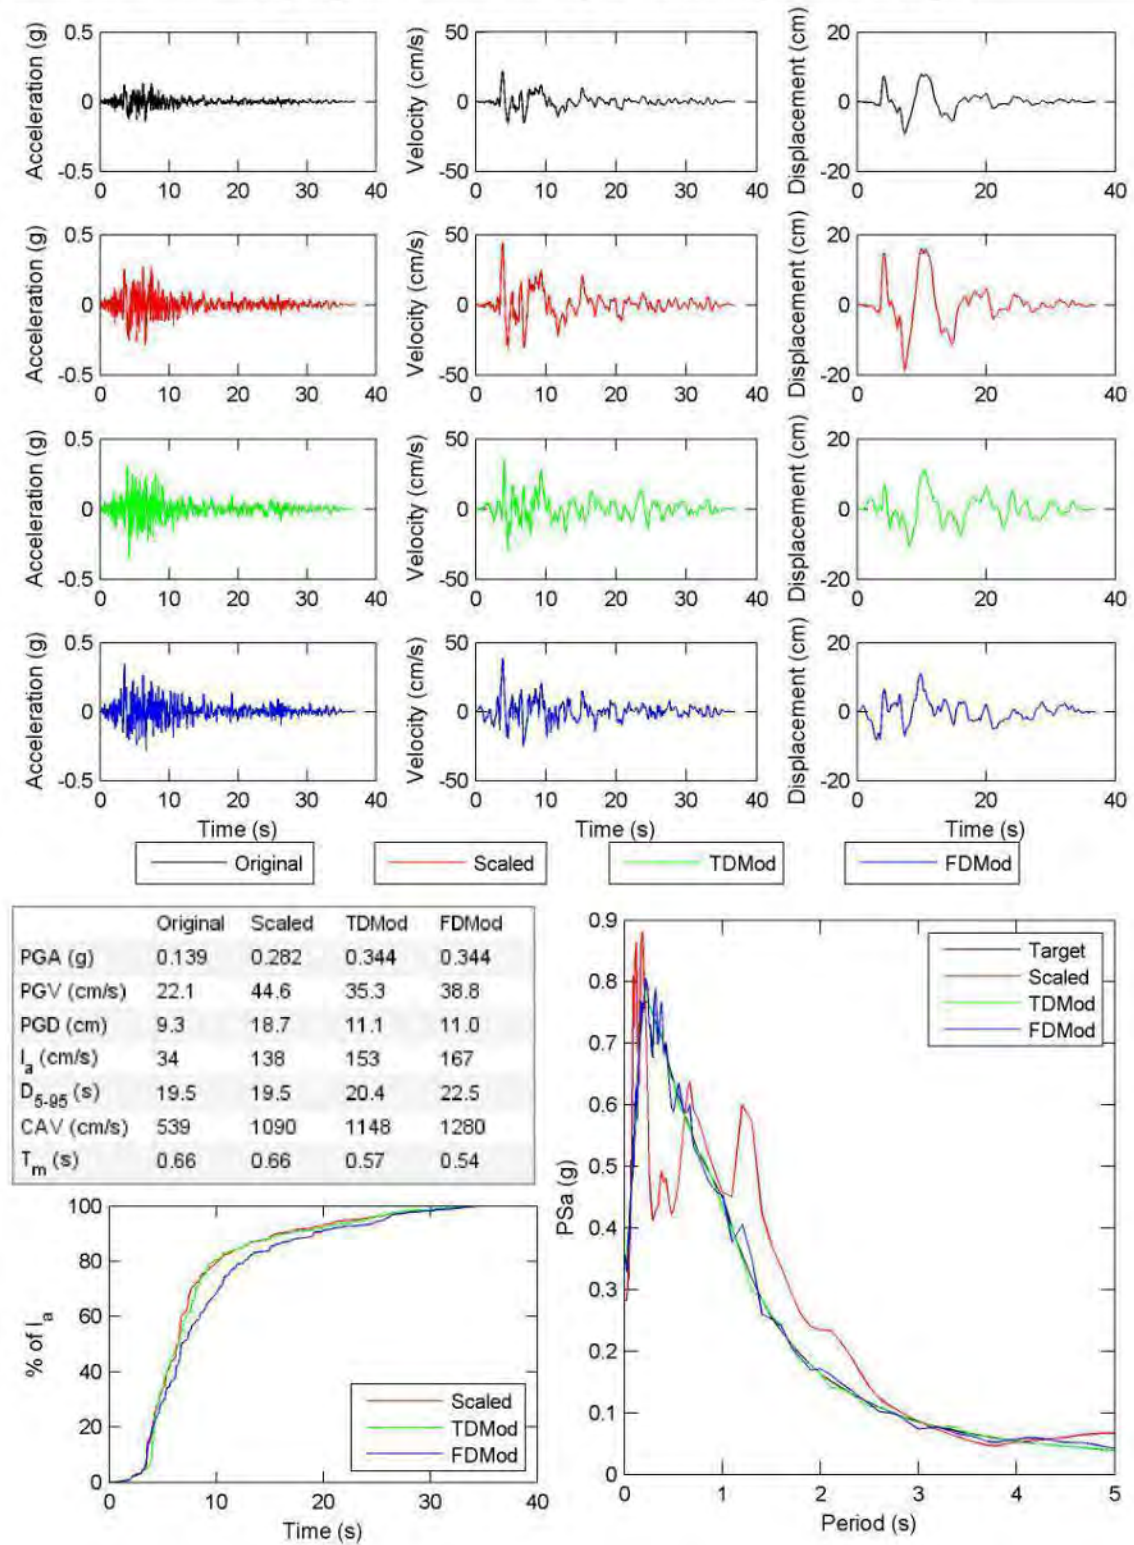 Acceleration (g)
0.5
0
-0.5
0 10 20 30 40
Velocity (cm/s)
50
0
-50
0 10 20 30 40
Displacement (cm)
20
0
-20
0 20 40
Acceleration (g)
0.5
0
-0.5
0 10 20 30 40
Velocity (cm/s)
50
0
-50
0 10 20 30 40
Displacement (cm)
20
0
-20
0 20 40
Acceleration (g)
0.5
0
-0.5
0 10 20 30 40
Velocity (cm/s)
50
0
-50
0 10 20 30 40
Displacement (cm)
20
0
-20
0 20 40
Acceleration (g)
0.5
0
-0.5
0 10 20 30 40
Time (s)
Velocity (cm/s)
50
0
-50
0 10 20 30 40
Time (s)
Displacement (cm)
20
0
-20
0 20 40
Time (s)
Original Scaled TDMod FDMod
Original Scaled TDMod FDMod
PGA (g) 0.139 0.282 0.344 0.344
PGV (cm/s) 22.1 44.6 35.3 38.8
PGD (cm) 9.3 18.7 11.1 11.0
I_a (cm/s) 34 138 153 167
D_5-95 (s) 19.5 19.5 20.4 22.5
CAV (cm/s) 539 1090 1148 1280
T_m (s) 0.66 0.66 0.57 0.54
% of I_a
100
80
60
40
20
0
0 10 20 30 40
Time (s)
Scaled
TDMod
FDMod
PSa (g)
0.9
0.8
0.7
0.6
0.5
0.4
0.3
0.2
0.1
0
0 1 2 3 4 5
Period (s)
Target
Scaled
TDMod
FDMod